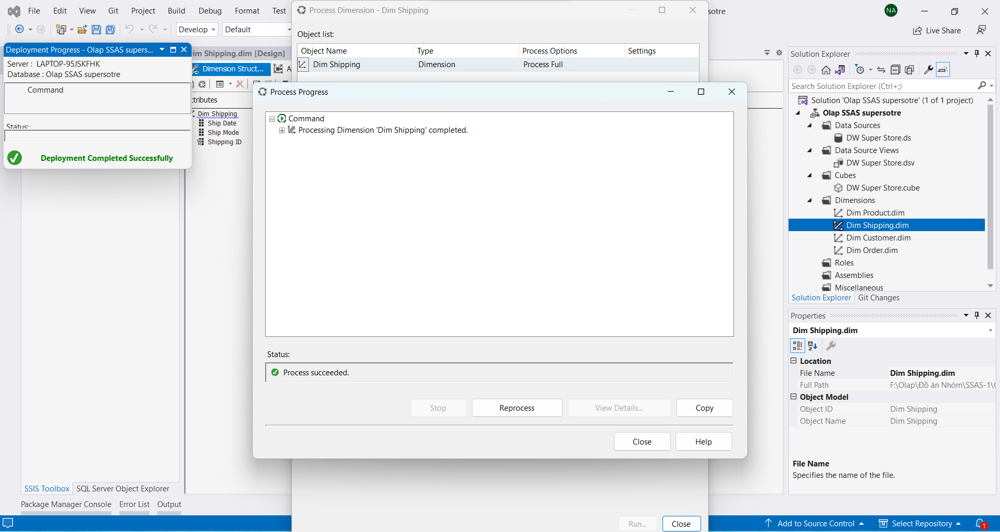 File Edit View Git Project Build Debug Format Test
Process Dimension - Dim Shipping
sotre
NA
Develop Default
Live Share
Object list:
Object Name Type Process Options Settings
Dim Shipping Dimension Process Full
Deployment Progress - Olap SSAS supers...
Server : LAPTOP-95JSKFHK
Database : Olap SSAS supersotre
Command
Status:
Deployment Completed Successfully
im Shipping.dim [Design]
Dimension Struct... A
ttributes
Dim Shipping
Ship Date
Ship Mode
Shipping ID
Process Progress
Command
Processing Dimension 'Dim Shipping' completed.
Status:
Process succeeded.
Stop Reprocess View Details... Copy
Close Help
Run... Close
Solution Explorer
Search Solution Explorer (Ctrl+;)
Solution 'Olap SSAS supersotre' (1 of 1 project)
Olap SSAS supersotre
Data Sources
DW Super Store.ds
Data Source Views
DW Super Store.dsv
Cubes
DW Super Store.cube
Dimensions
Dim Product.dim
Dim Shipping.dim
Dim Customer.dim
Dim Order.dim
Roles
Assemblies
Miscellaneous
Solution Explorer Git Changes
Properties
Dim Shipping.dim
Location
File Name Dim Shipping.dim
Full Path F:\Olap\Đồ án Nhóm\SSAS-1\
Object Model
Object ID Dim Shipping
Object Name Dim Shipping
File Name
Specifies the name of the file.
SSIS Toolbox SQL Server Object Explorer
Package Manager Console Error List Output
Add to Source Control Select Repository 1